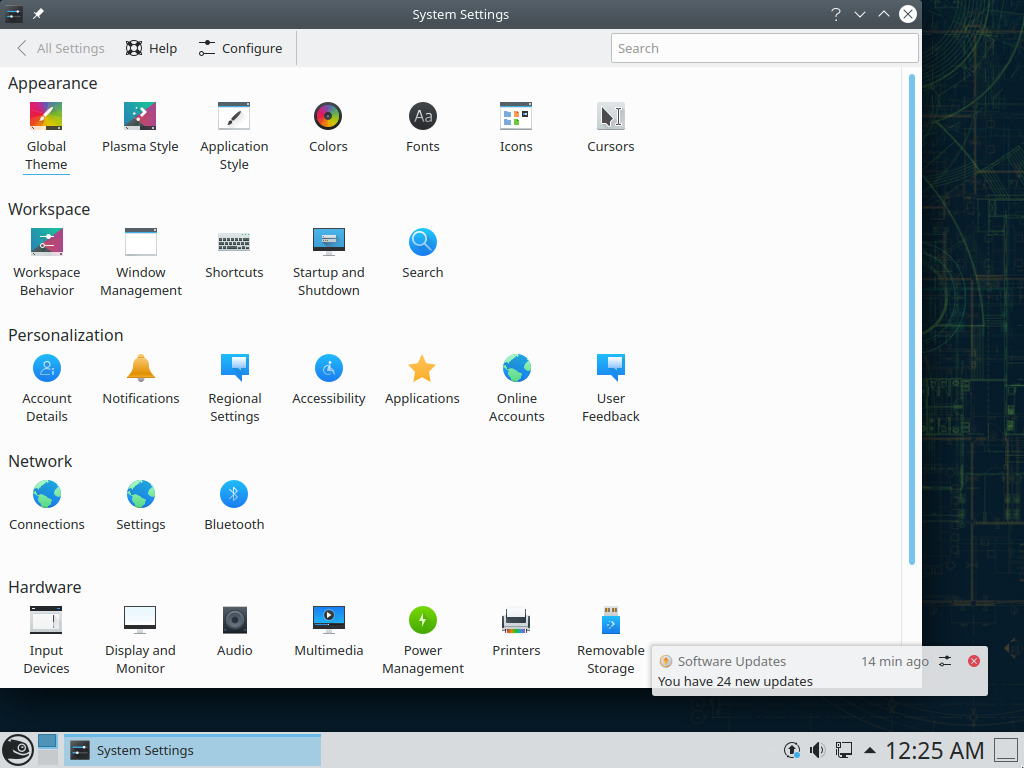 System Settings
All Settings
Help
Configure
Search
Appearance
Global Theme
Plasma Style
Application Style
Colors
Aa
Fonts
Icons
Cursors
Workspace
Workspace Behavior
Window Management
Shortcuts
Startup and Shutdown
Search
Personalization
Account Details
Notifications
Regional Settings
Accessibility
Applications
Online Accounts
User Feedback
Network
Connections
Settings
Bluetooth
Hardware
Input Devices
Display and Monitor
Audio
Multimedia
Power Management
Printers
Removable Storage
Software Updates
14 min ago
You have 24 new updates
System Settings
12:25 AM